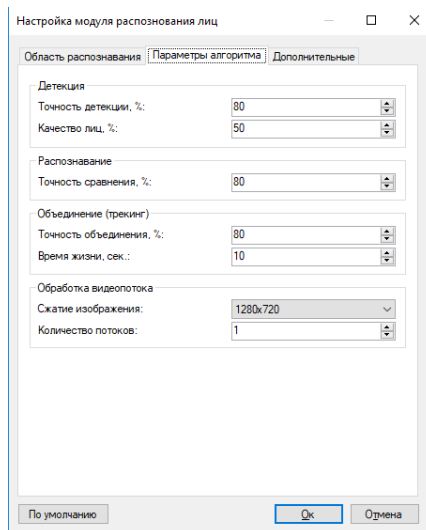 Настройка модуля распознования лиц
Область распознавания Параметры алгоритма Дополнительные
Детекция
Точность детекции, %: 80
Качество лиц, %: 50
Распознавание
Точность сравнения, %: 80
Объединение (трекинг)
Точность объединения, %: 80
Время жизни, сек.: 10
Обработка видеопотока
Сжатие изображения: 1280x720
Количество потоков: 1
По умолчанию Ок Отмена